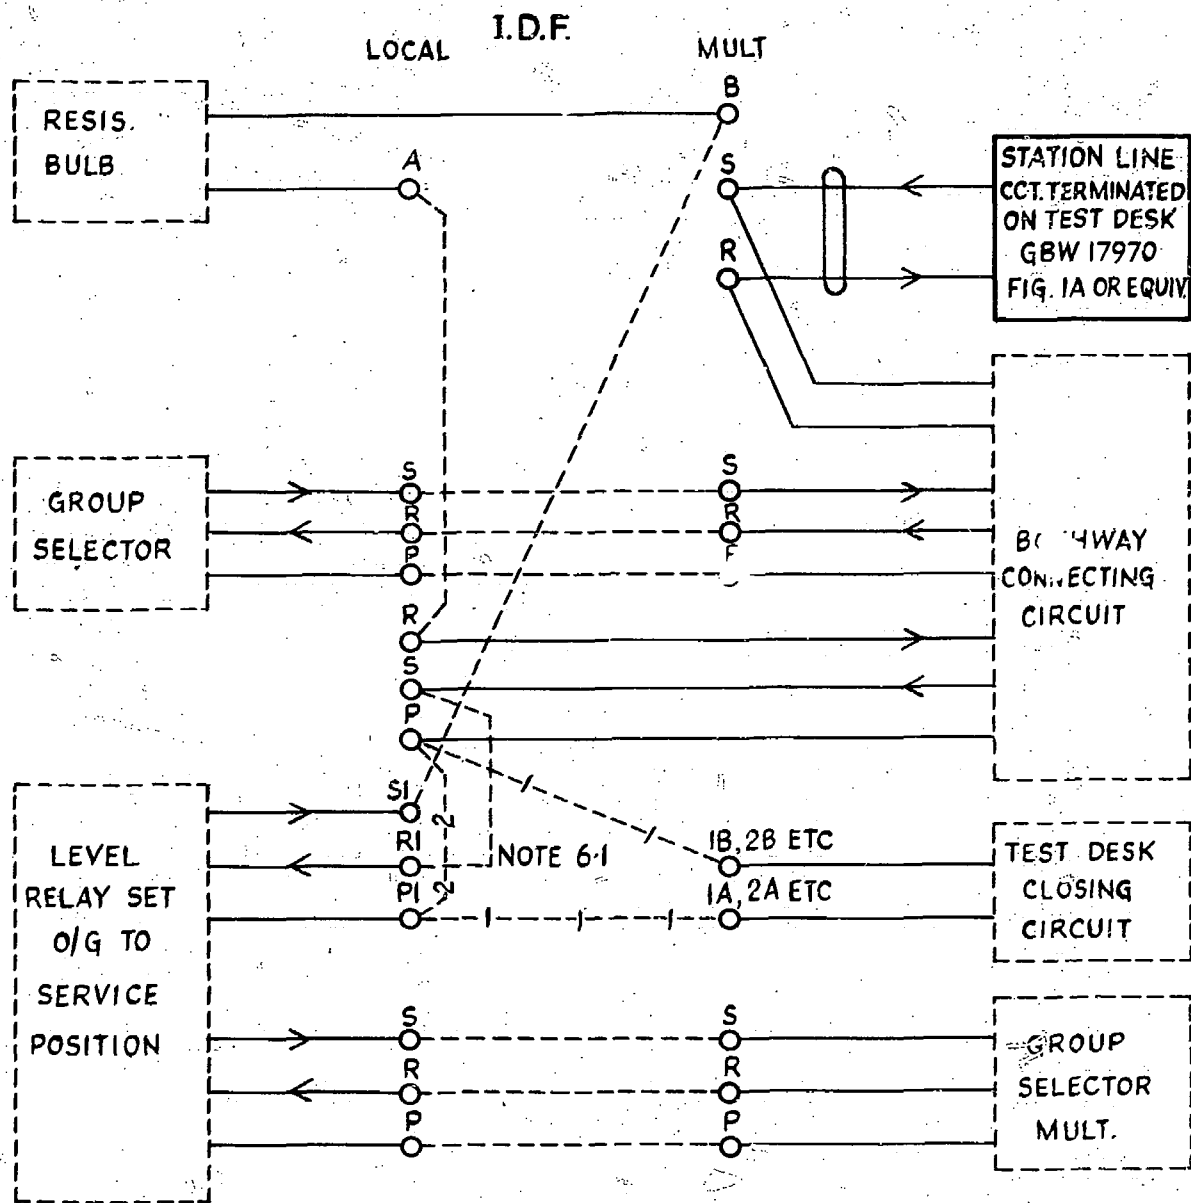 I.D.F.
LOCAL
MULT
RESIS.
BULB
A
B
S
R
STATION LINE
CCT. TERMINATED
ON TEST DESK
GBW 17970
FIG. 1A OR EQUIV.
GROUP
SELECTOR
S
R
P
S
R
CONNECTING
CIRCUIT
R
S
P
LEVEL
RELAY SET
O/G TO
SERVICE
POSITION
S1
R1
P1
2
2
NOTE 6·1
1B, 2B ETC
1A, 2A ETC
TEST DESK
CLOSING
CIRCUIT
S
R
P
S
R
P
GROUP
SELECTOR
MULT.